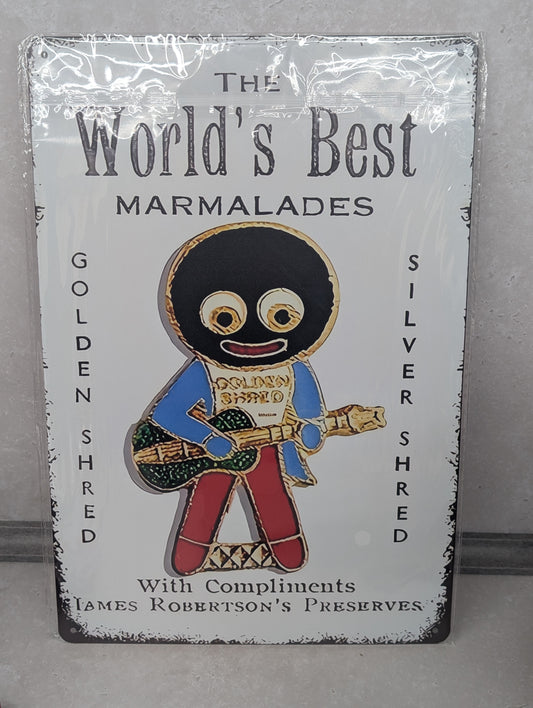 THE
World's Best
MARMALADES
GOLDEN SHRED
SILVER SHRED
GOLDEN
SHRED
With Compliments
JAMES ROBERTSON'S PRESERVES